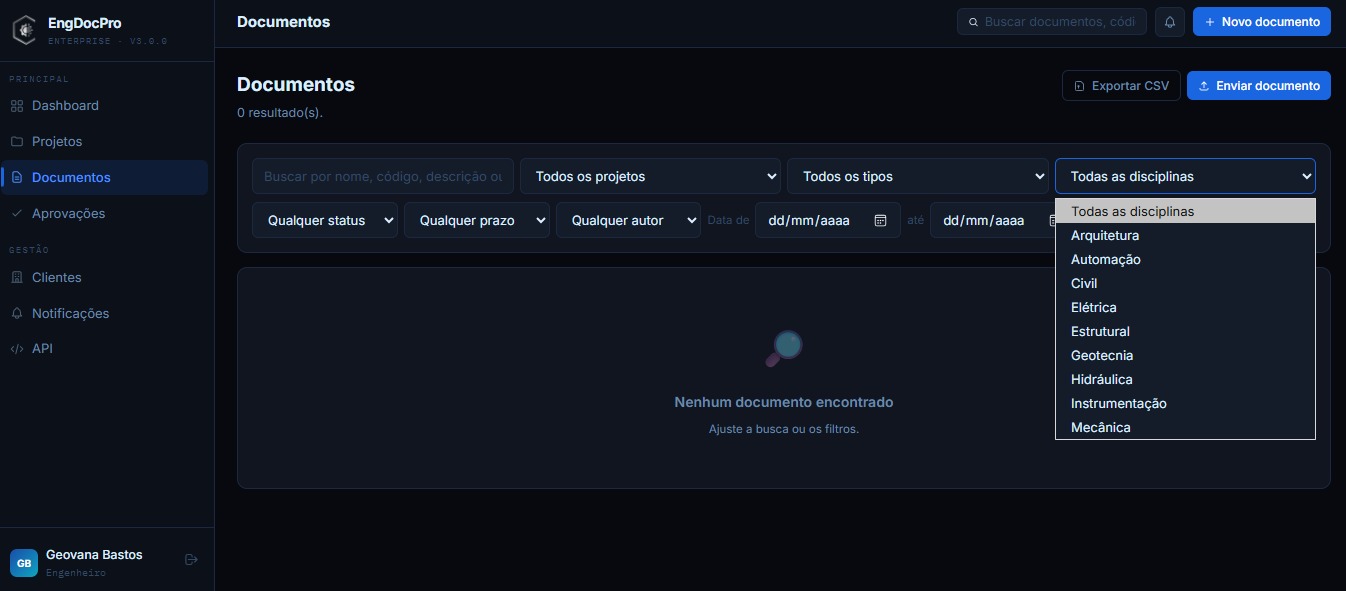 EngDocPro
ENTERPRISE · V3.0.0
Documentos
Buscar documentos, códi
+ Novo documento
PRINCIPAL
Dashboard
Projetos
Documentos
Aprovações
GESTÃO
Clientes
Notificações
API
Geovana Bastos
GB
Engenheiro
Documentos
0 resultado(s).
Exportar CSV
Enviar documento
Buscar por nome, código, descrição ou
Todos os projetos
Todos os tipos
Todas as disciplinas
Qualquer status
Qualquer prazo
Qualquer autor
Data de
dd/mm/aaaa
até
dd/mm/aaaa
Todas as disciplinas
Arquitetura
Automação
Civil
Elétrica
Estrutural
Geotecnia
Hidráulica
Instrumentação
Mecânica
Nenhum documento encontrado
Ajuste a busca ou os filtros.